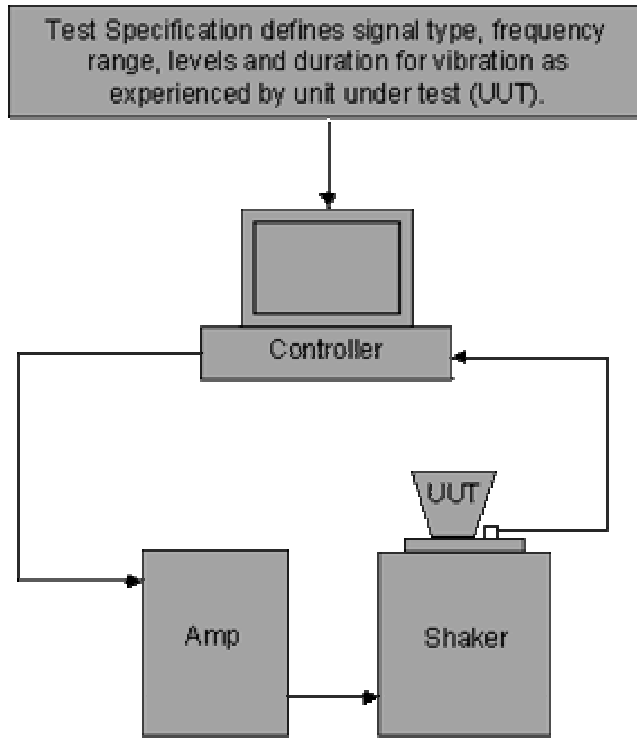 Test Specification defines signal type, frequency
range, levels and duration for vibration as
experienced by unit under test (UUT).
Controller
UUT
Amp
Shaker